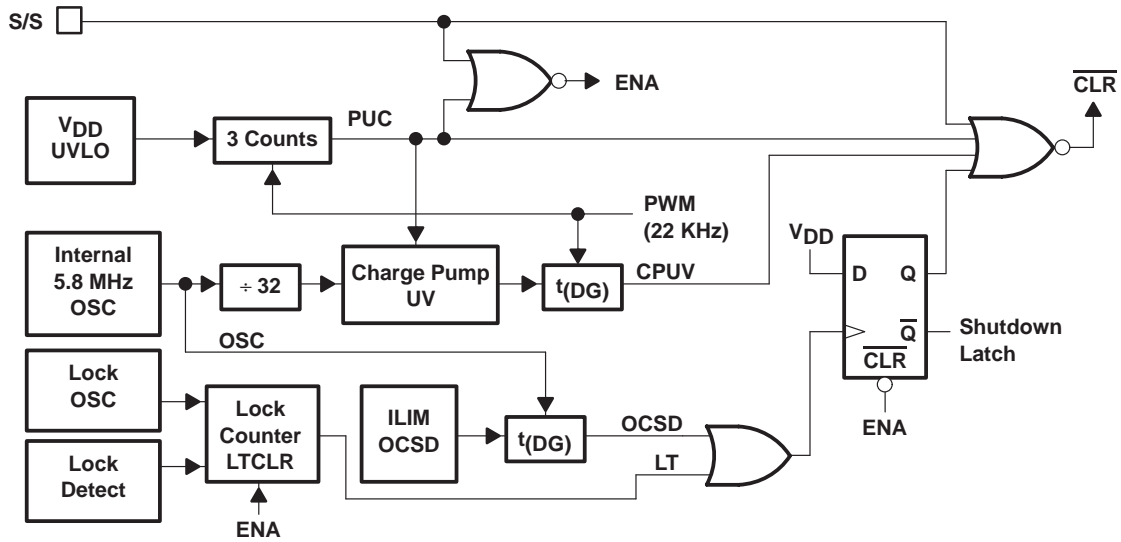 S/S
ENA
CLR
VDD
UVLO
3 Counts
PUC
PWM
(22 KHz)
Internal
5.8 MHz
OSC
÷ 32
Charge Pump
UV
t(DG)
CPUV
VDD
D
Q
Q
CLR
Shutdown
Latch
ENA
OSC
Lock
OSC
Lock
Detect
Lock
Counter
LTCLR
ENA
ILIM
OCSD
t(DG)
OCSD
LT